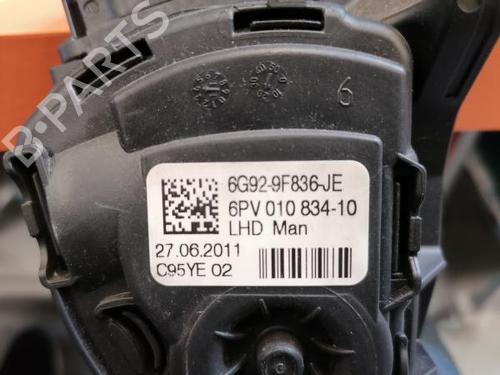 B-PARTS
6
6G92-9F836-JE
6PV 010 834-10
LHD Man
27.06.2011
C95YE 02